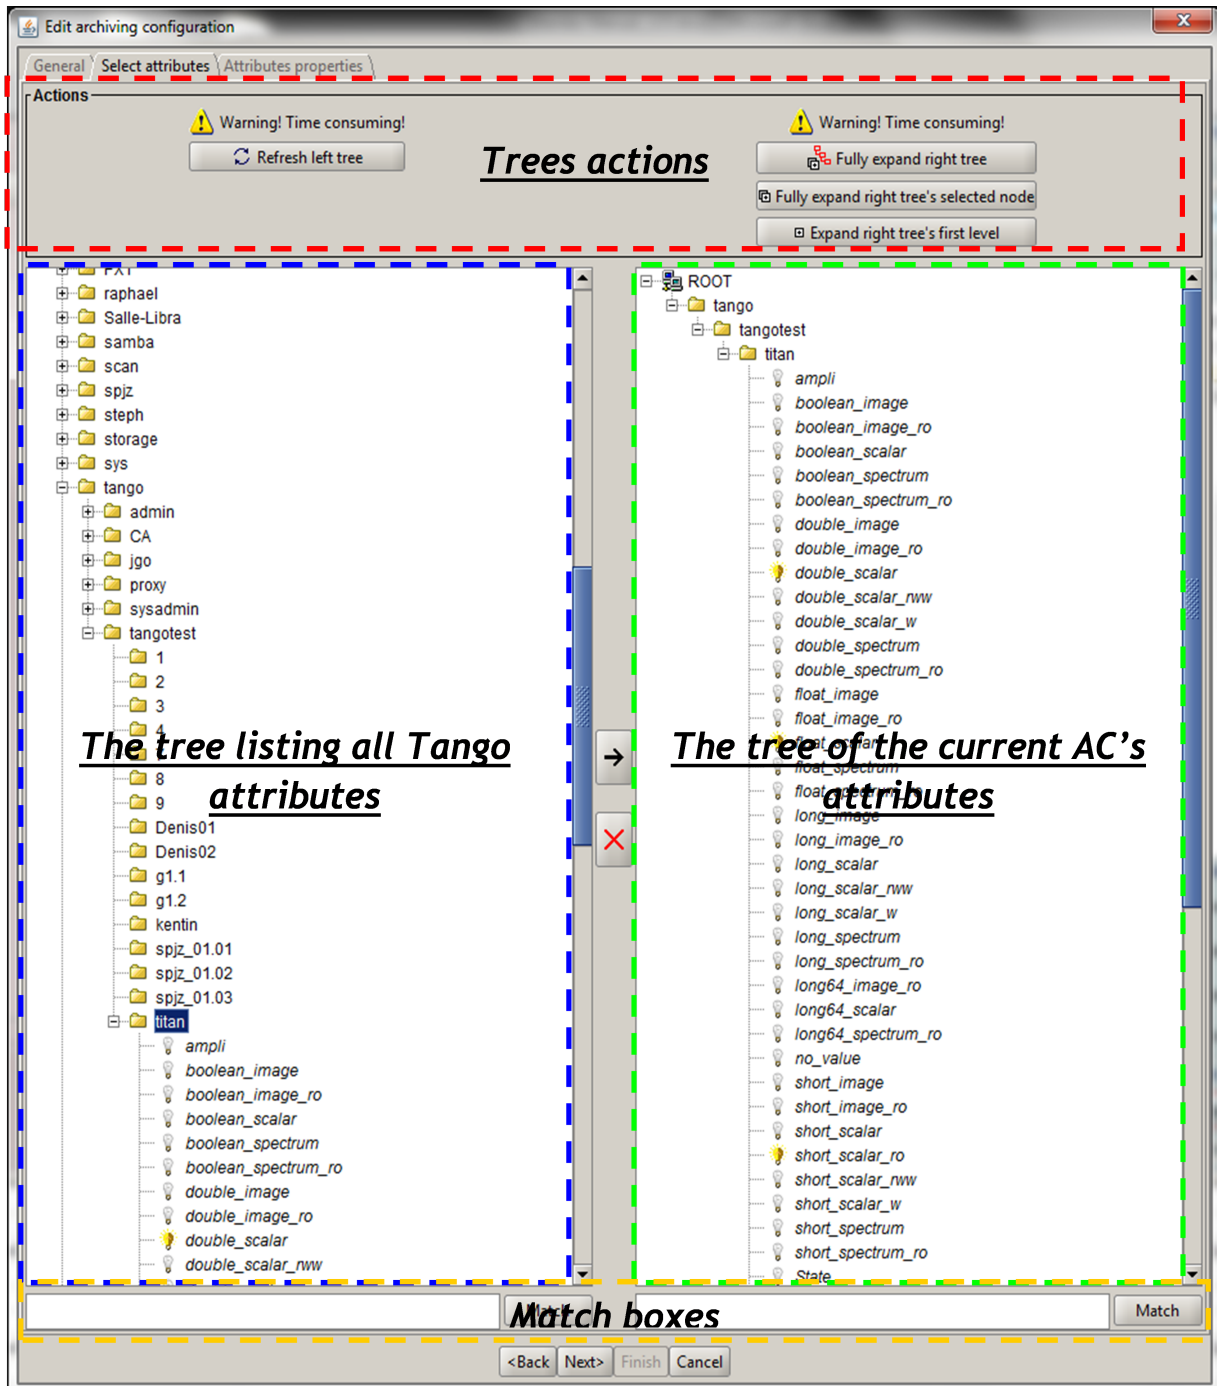 Edit archiving configuration
General
Select attributes
Attributes properties
Actions
Warning! Time consuming!
Refresh left tree
Trees actions
Warning! Time consuming!
Fully expand right tree
Fully expand right tree's selected node
Expand right tree's first level
raphael
Salle-Libra
samba
scan
spjz
steph
storage
sys
tango
admin
CA
jgo
proxy
sysadmin
tangotest
1
2
3
4
8
9
Denis01
Denis02
g1.1
g1.2
kentin
spjz_01.01
spjz_01.02
spjz_01.03
titan
ampli
boolean_image
boolean_image_ro
boolean_scalar
boolean_spectrum
boolean_spectrum_ro
double_image
double_image_ro
double_scalar
double_scalar_rww
The tree listing all Tango
attributes
ROOT
tango
tangotest
titan
ampli
boolean_image
boolean_image_ro
boolean_scalar
boolean_spectrum
boolean_spectrum_ro
double_image
double_image_ro
double_scalar
double_scalar_rww
double_scalar_w
double_spectrum
double_spectrum_ro
float_image
float_image_ro
float_scalar
float_spectrum
float_spectrum_ro
long_image
long_image_ro
long_scalar
long_scalar_rww
long_scalar_w
long_spectrum
long_spectrum_ro
long64_image_ro
long64_scalar
long64_spectrum_ro
no_value
short_image
short_image_ro
short_scalar
short_scalar_ro
short_scalar_rww
short_scalar_w
short_spectrum
short_spectrum_ro
State
The tree of the current AC’s
attributes
Match
Match boxes
Match
<Back
Next>
Finish
Cancel